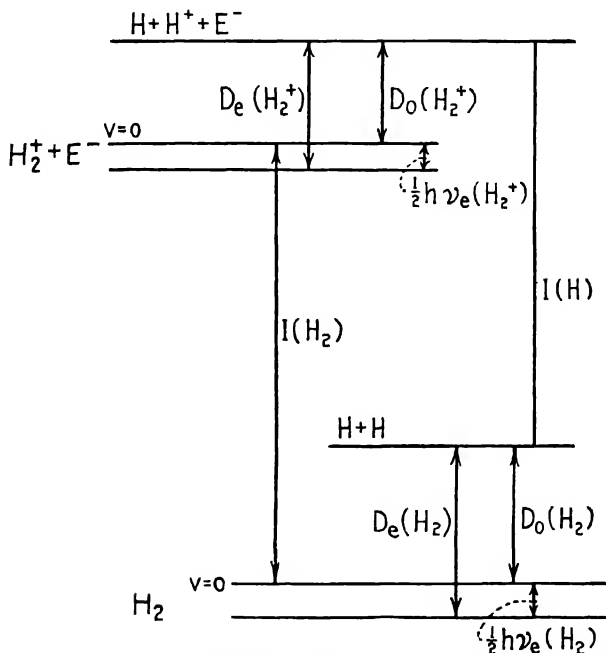 H + H⁺ + E⁻
Dₑ(H₂⁺)
D₀(H₂⁺)
v=0
H₂⁺ + E⁻
½hνₑ(H₂⁺)
I(H₂)
I(H)
H+H
Dₑ(H₂)
D₀(H₂)
v=0
H₂
½hνₑ(H₂)